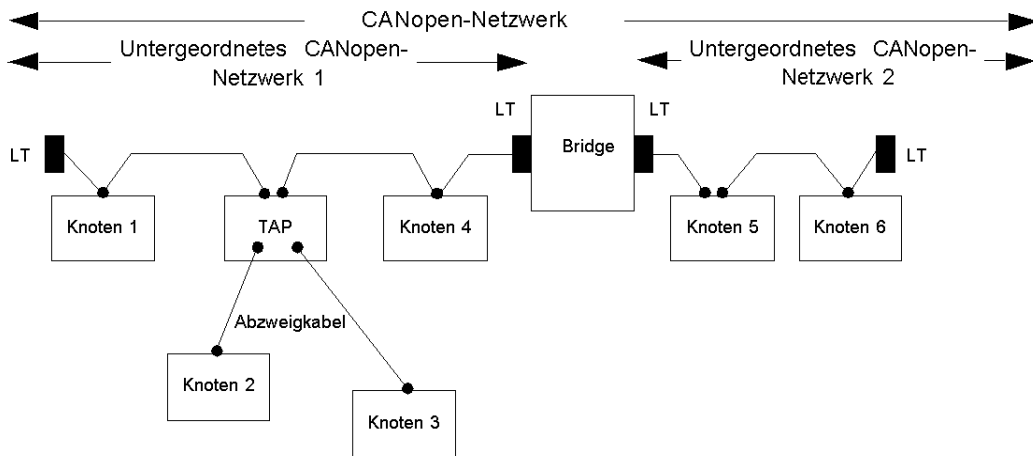 CANopen-Netzwerk
Untergeordnetes CANopen-
Netzwerk 1
Untergeordnetes CANopen-
Netzwerk 2
LT
LT
LT
LT
Bridge
Knoten 1
TAP
Knoten 4
Knoten 5
Knoten 6
Abzweigkabel
Knoten 2
Knoten 3